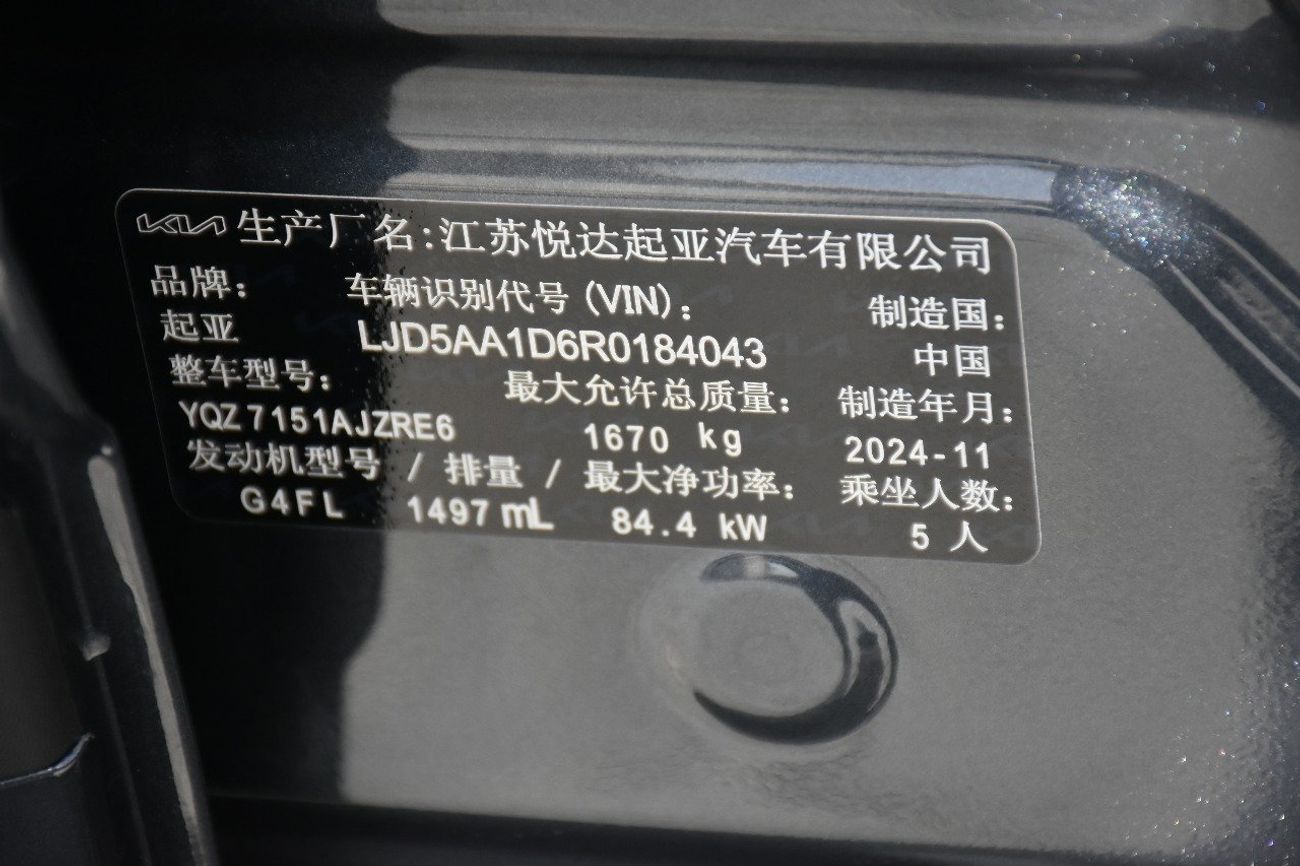 KIA 生产厂名:江苏悦达起亚汽车有限公司
品牌: 车辆识别代号(VIN): 制造国:
起亚 LJD5AA1D6R0184043 中国
整车型号: 最大允许总质量: 制造年月:
YQZ7151AJZRE6 1670 kg 2024-11
发动机型号 / 排量 / 最大净功率: 乘坐人数:
G4FL 1497 mL 84.4 kW 5 人